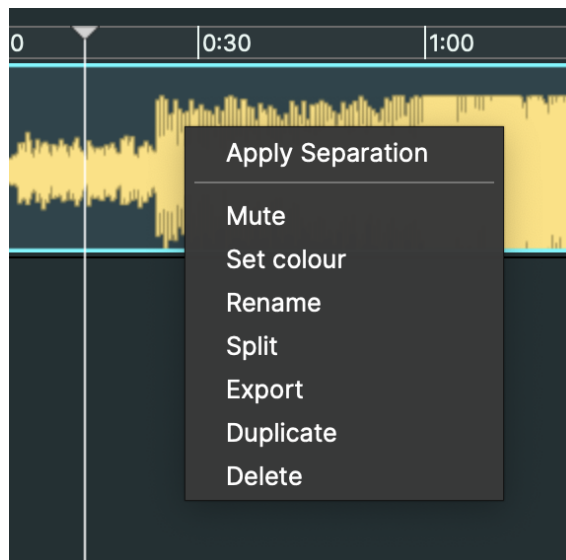 0 0:30 1:00
Apply Separation
Mute
Set colour
Rename
Split
Export
Duplicate
Delete